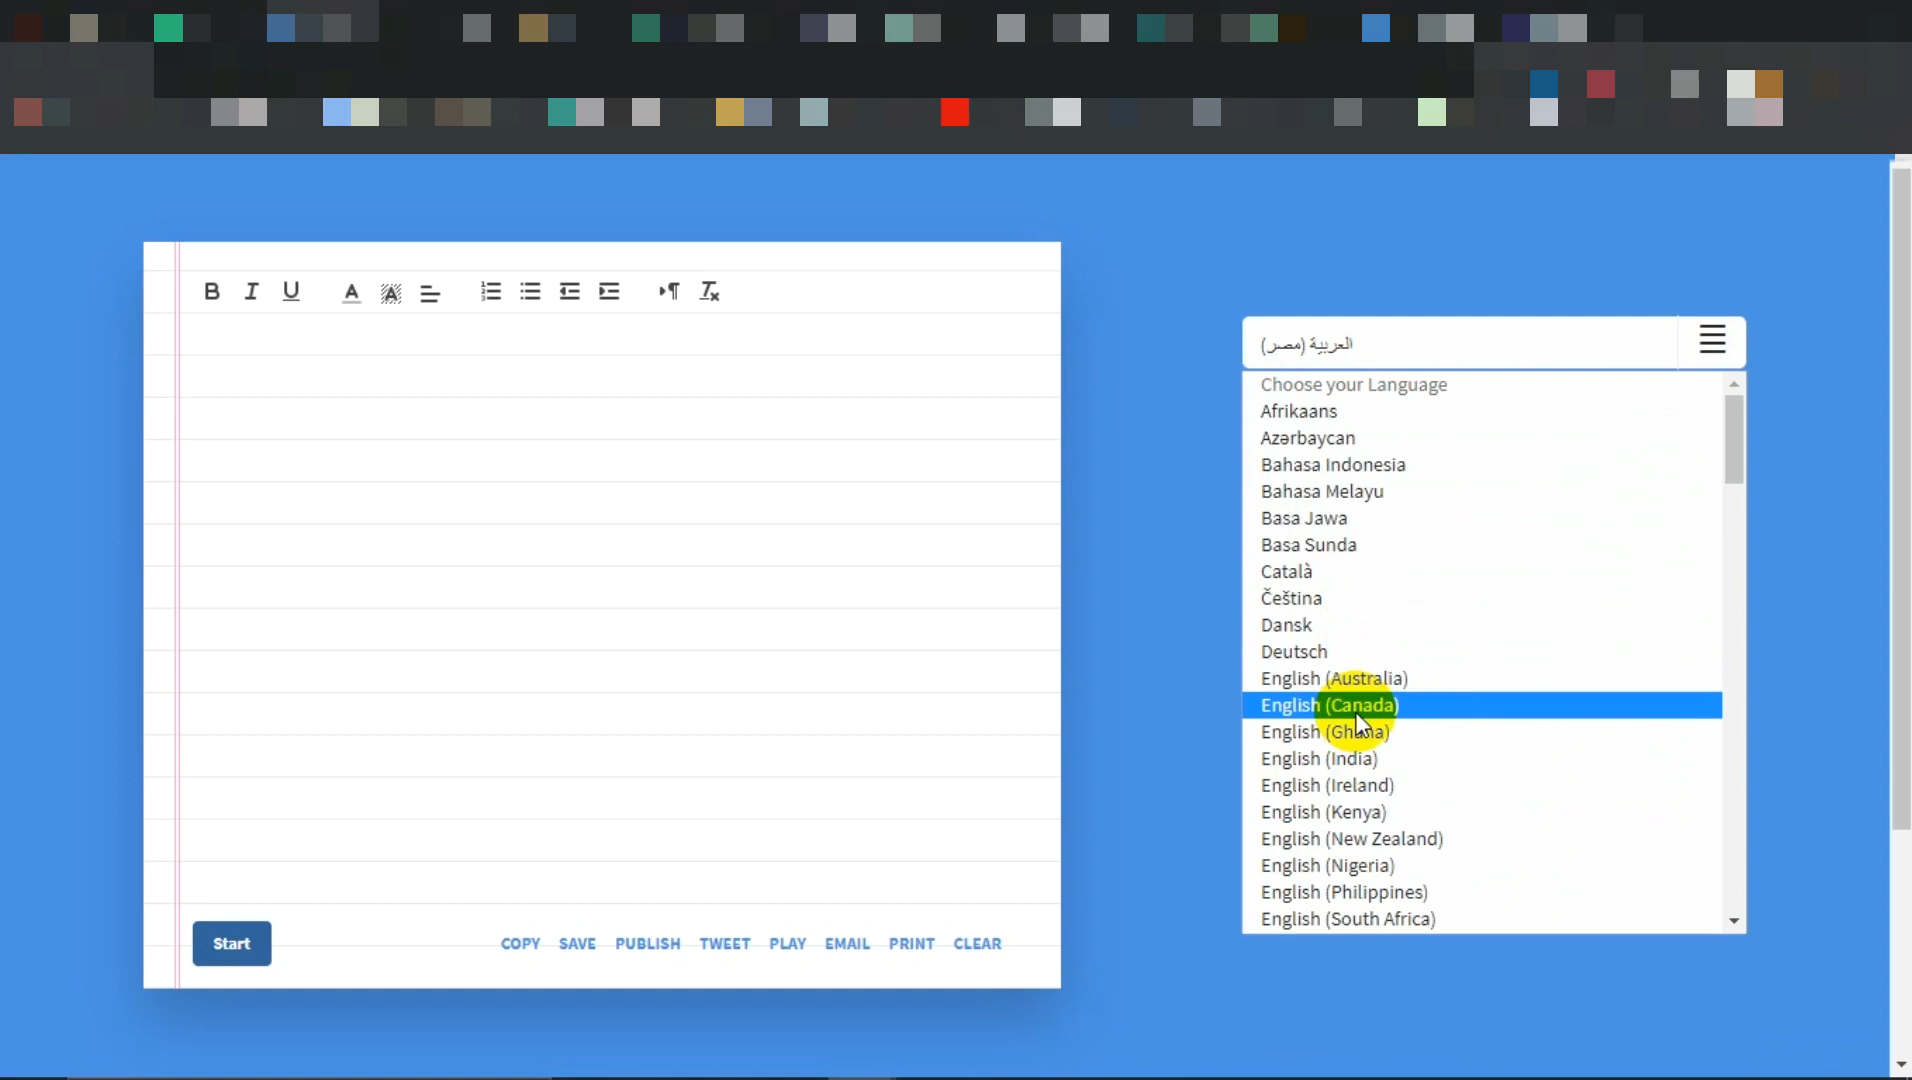 العربية (مصر)
Choose your Language
Afrikaans
Azərbaycan
Bahasa Indonesia
Bahasa Melayu
Basa Jawa
Basa Sunda
Català
Čeština
Dansk
Deutsch
English (Australia)
English (Canada)
English (Ghana)
English (India)
English (Ireland)
English (Kenya)
English (New Zealand)
English (Nigeria)
English (Philippines)
English (South Africa)
Start COPY SAVE PUBLISH TWEET PLAY EMAIL PRINT CLEAR